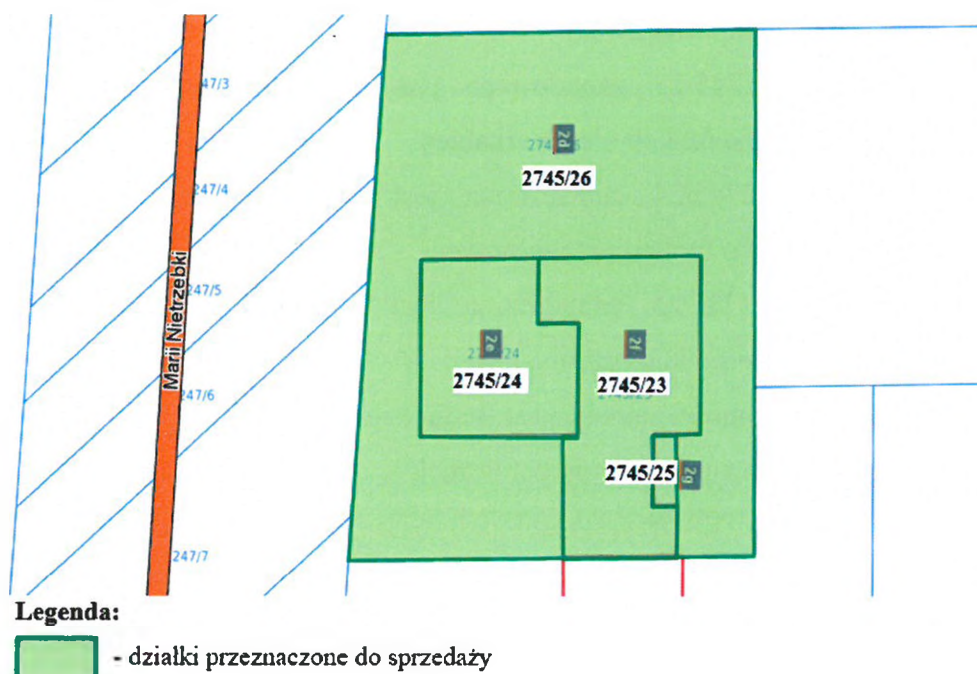 47/3
2d
2745/26
247/4
Marii Nietrzebki
247/5
2e
2f
2745/24
2745/23
247/6
2745/25
2g
247/7
Legenda:
- działki przeznaczone do sprzedaży